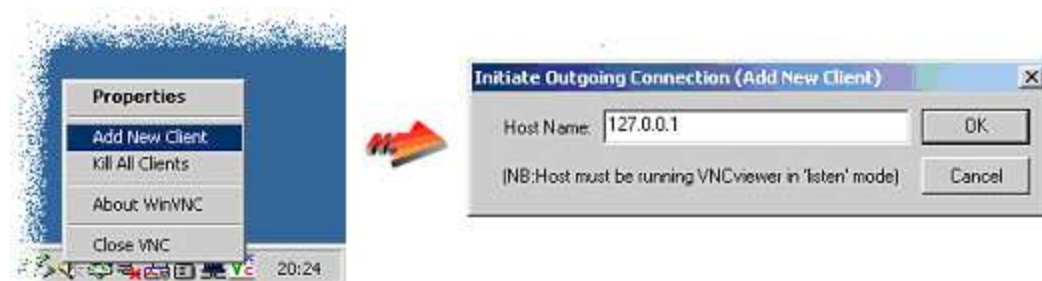 Properties
Add New Client
Kill All Clients
About WinVNC
Close VNC
20:24
Initiate Outgoing Connection (Add New Client)
Host Name: 127.0.0.1
OK
(NB:Host must be running VNCviewer in 'listen' mode)
Cancel